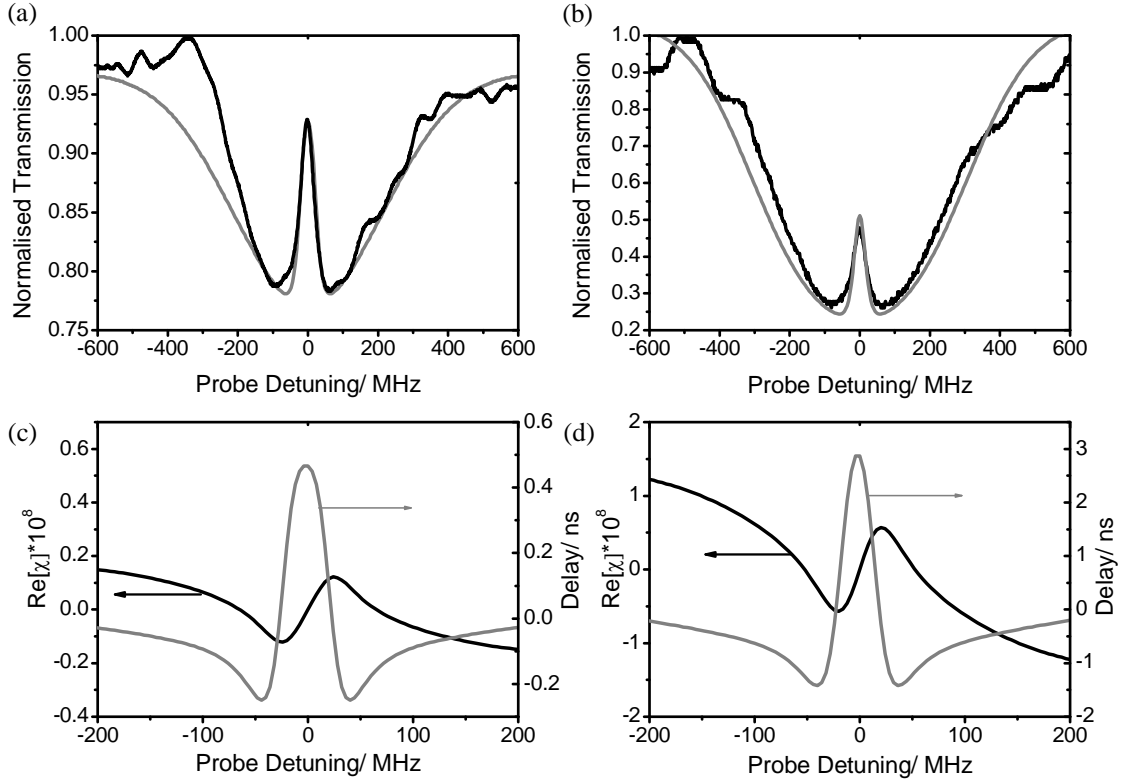 (a)
1.00
0.95
0.90
0.85
0.80
0.75
Normalised Transmission
-600 -400 -200 0 200 400 600
Probe Detuning/ MHz
(b)
1.0
0.9
0.8
0.7
0.6
0.5
0.4
0.3
0.2
Normalised Transmission
-600 -400 -200 0 200 400 600
Probe Detuning/ MHz
(c)
0.6
0.4
0.2
0.0
-0.2
-0.4
Re[χ]*10⁸
0.6
0.4
0.2
0.0
-0.2
Delay/ ns
-200 -100 0 100 200
Probe Detuning/ MHz
(d)
2
1
0
-1
-2
Re[χ]*10⁸
3
2
1
0
-1
-2
Delay/ ns
-200 -100 0 100 200
Probe Detuning/ MHz